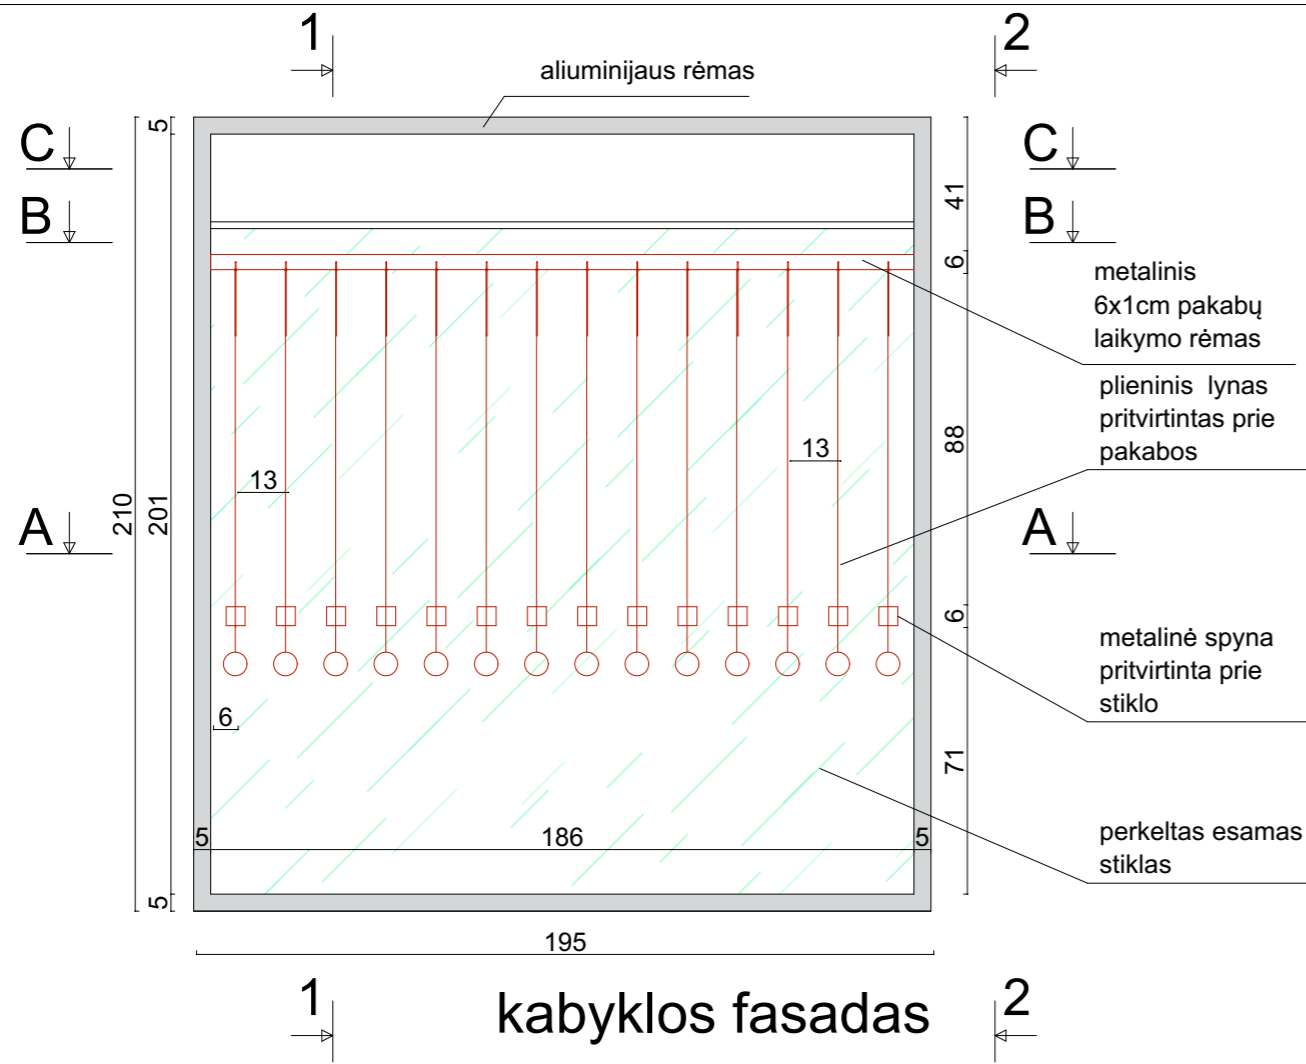 1
2
aliuminijaus rėmas
C
C
B
B
5
41
6
metalinis
6x1cm pakabų
laikymo rėmas
plieninis lynas
pritvirtintas prie
pakabos
13
13
88
210
201
A
A
6
metalinė spyna
pritvirtinta prie
stiklo
6
71
perkeltas esamas
stiklas
5
186
5
5
195
1
kabyklos fasadas
2